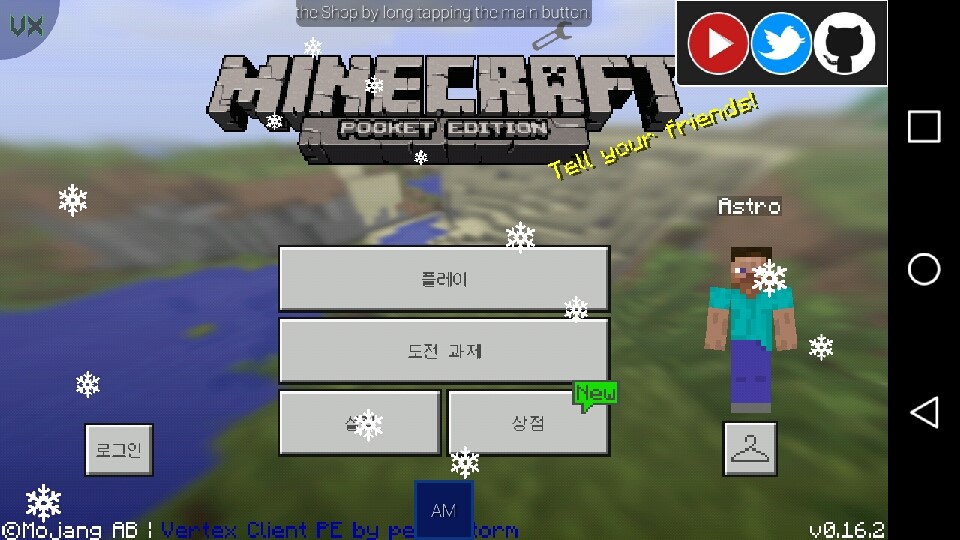 VX
the Shop by long tapping the main button
MINECRAFT
POCKET EDITION
Tell your friends!
Astro
플레이
도전 과제
New
상점
로그인
AM
©Mojang AB | Vertex Client PE by
v0.16.2